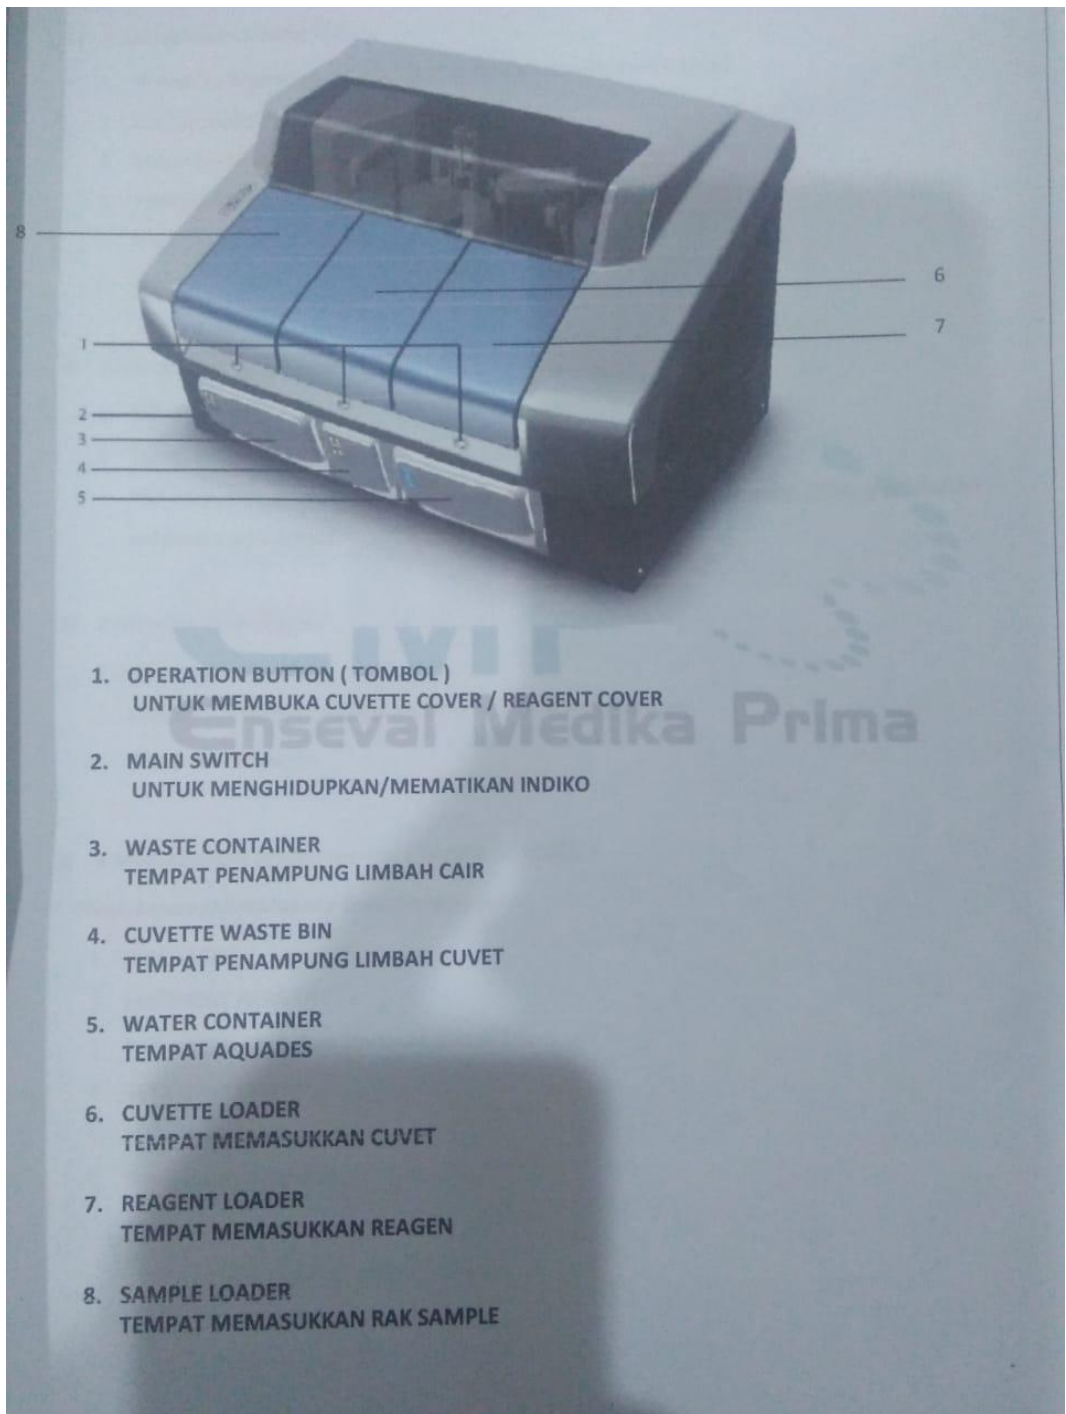 8
6
7
1
2
3
4
5
EMP
Enseval Medika Prima
1. OPERATION BUTTON ( TOMBOL )
UNTUK MEMBUKA CUVETTE COVER / REAGENT COVER
2. MAIN SWITCH
UNTUK MENGHIDUPKAN/MEMATIKAN INDIKO
3. WASTE CONTAINER
TEMPAT PENAMPUNG LIMBAH CAIR
4. CUVETTE WASTE BIN
TEMPAT PENAMPUNG LIMBAH CUVET
5. WATER CONTAINER
TEMPAT AQUADES
6. CUVETTE LOADER
TEMPAT MEMASUKKAN CUVET
7. REAGENT LOADER
TEMPAT MEMASUKKAN REAGEN
8. SAMPLE LOADER
TEMPAT MEMASUKKAN RAK SAMPLE